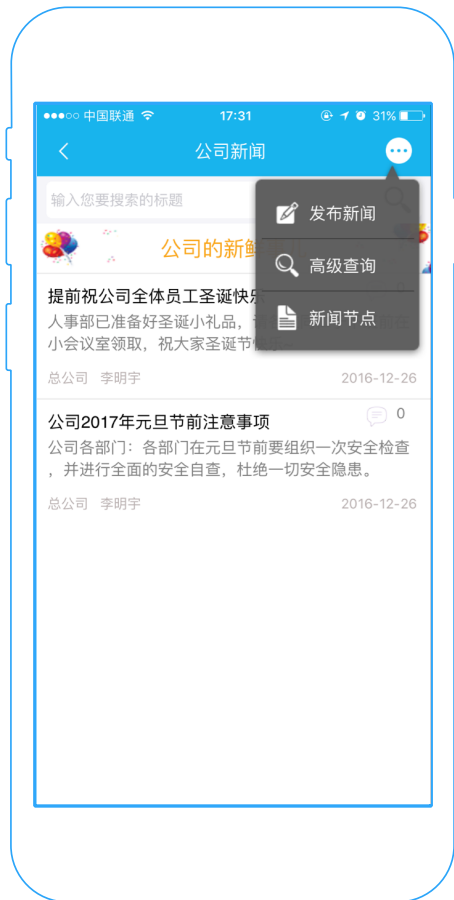 中国联通
17:31
31%
公司新闻
输入您要搜索的标题
发布新闻
高级查询
新闻节点
公司的新鲜
提前祝公司全体员工圣诞快乐
人事部已准备好圣诞小礼品，
小会议室领取，祝大家圣诞节快乐~
总公司 李明宇
2016-12-26
公司2017年元旦节前注意事项
0
公司各部门：各部门在元旦节前要组织一次安全检查
，并进行全面的安全自查，杜绝一切安全隐患。
总公司 李明宇
2016-12-26